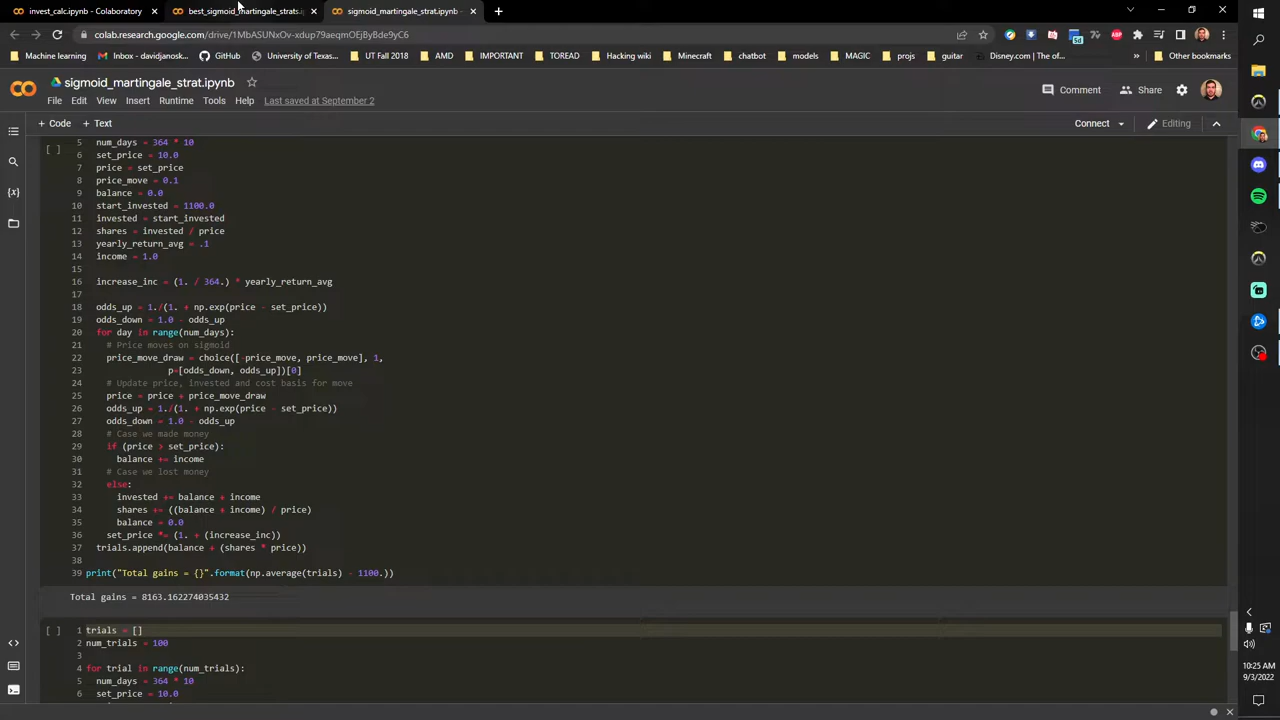 invest_calc.ipynb - Colaboratory
best_sigmoid_martingale_strats.i
sigmoid_martingale_strat.ipynb
colab.research.google.com/drive/1MbASUNxOv-xdup79aeqmOEjByBde9yC6
Machine learning
Inbox - davidjanosk...
GitHub
University of Texas...
UT Fall 2018
AMD
IMPORTANT
TOREAD
Hacking wiki
Minecraft
chatbot
models
MAGIC
projs
guitar
Disney.com | The of...
Other bookmarks
sigmoid_martingale_strat.ipynb
File Edit View Insert Runtime Tools Help Last saved at September 2
Comment
Share
+ Code + Text
Connect
Editing
5 num_days = 364 * 10
[ ] 6 set_price = 10.0
7 price = set_price
8 price_move = 0.1
9 balance = 0.0
10 start_invested = 1100.0
11 invested = start_invested
12 shares = invested / price
13 yearly_return_avg = .1
14 income = 1.0
15
16 increase_inc = (1. / 364.) * yearly_return_avg
17
18 odds_up = 1./(1. + np.exp(price - set_price))
19 odds_down = 1.0 - odds_up
20 for day in range(num_days):
21 # Price moves on sigmoid
22 price_move_draw = choice([-price_move, price_move], 1,
23 p=[odds_down, odds_up])[0]
24 # Update price, invested and cost basis for move
25 price = price + price_move_draw
26 odds_up = 1./(1. + np.exp(price - set_price))
27 odds_down = 1.0 - odds_up
28 # Case we made money
29 if (price > set_price):
30 balance += income
31 # Case we lost money
32 else:
33 invested += balance + income
34 shares += ((balance + income) / price)
35 balance = 0.0
36 set_price *= (1. + (increase_inc))
37 trials.append(balance + (shares * price))
38
39 print("Total gains = {}".format(np.average(trials) - 1100.))
Total gains = 8163.162274035432
[ ] 1 trials = []
2 num_trials = 100
3
4 for trial in range(num_trials):
5 num_days = 364 * 10
6 set_price = 10.0
10:25 AM
9/3/2022